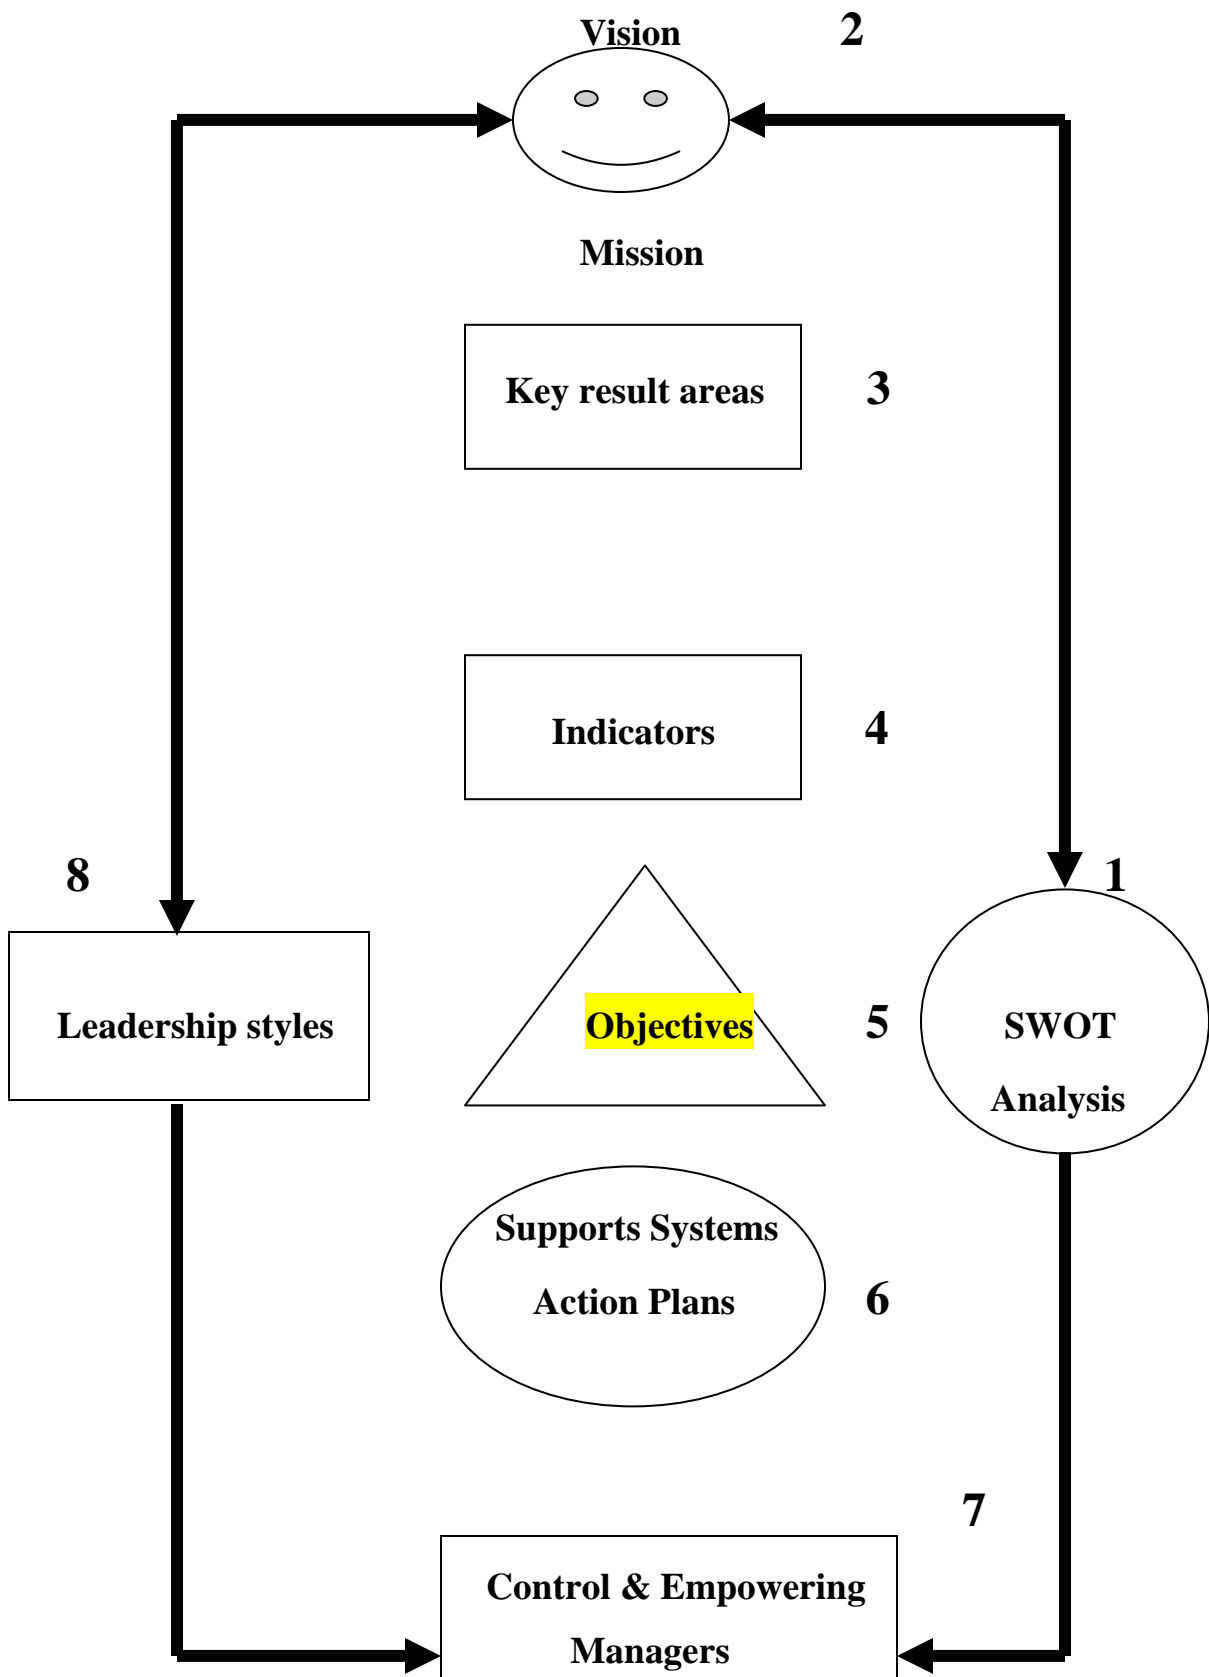 Vision 2
Mission
Key result areas 3
Indicators 4
8 1
Leadership styles Objectives 5 SWOT
Analysis
Supports Systems
Action Plans 6
7
Control & Empowering
Managers